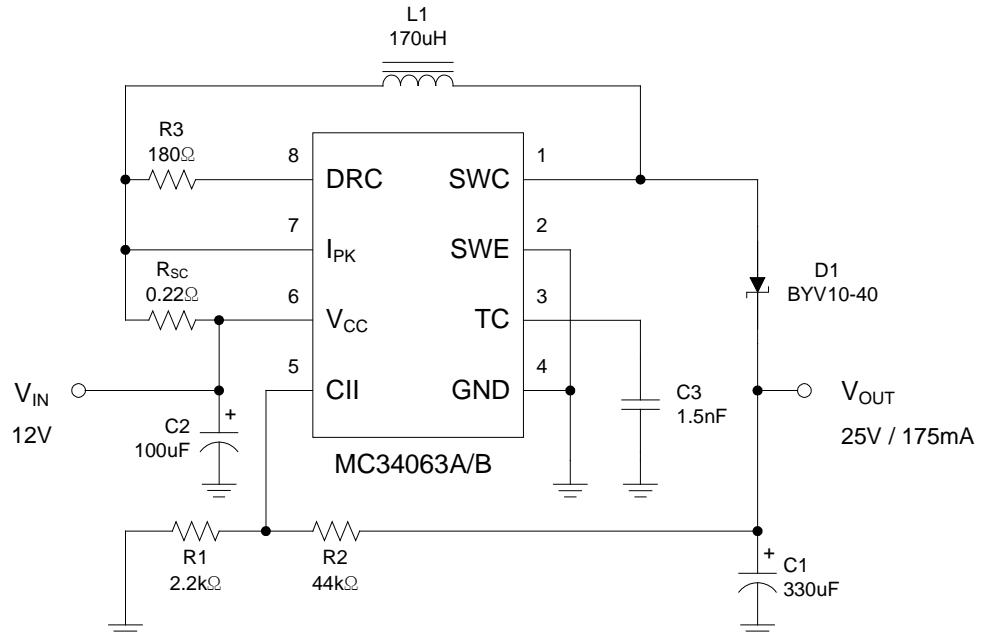 L1
170uH
R3
180Ω
8
DRC
SWC
1
7
I_PK
SWE
2
R_SC
0.22Ω
6
V_CC
TC
3
D1
BYV10-40
5
CII
GND
4
V_IN
12V
C2
+
100uF
C3
1.5nF
V_OUT
25V / 175mA
MC34063A/B
R1
2.2kΩ
R2
44kΩ
+
C1
330uF